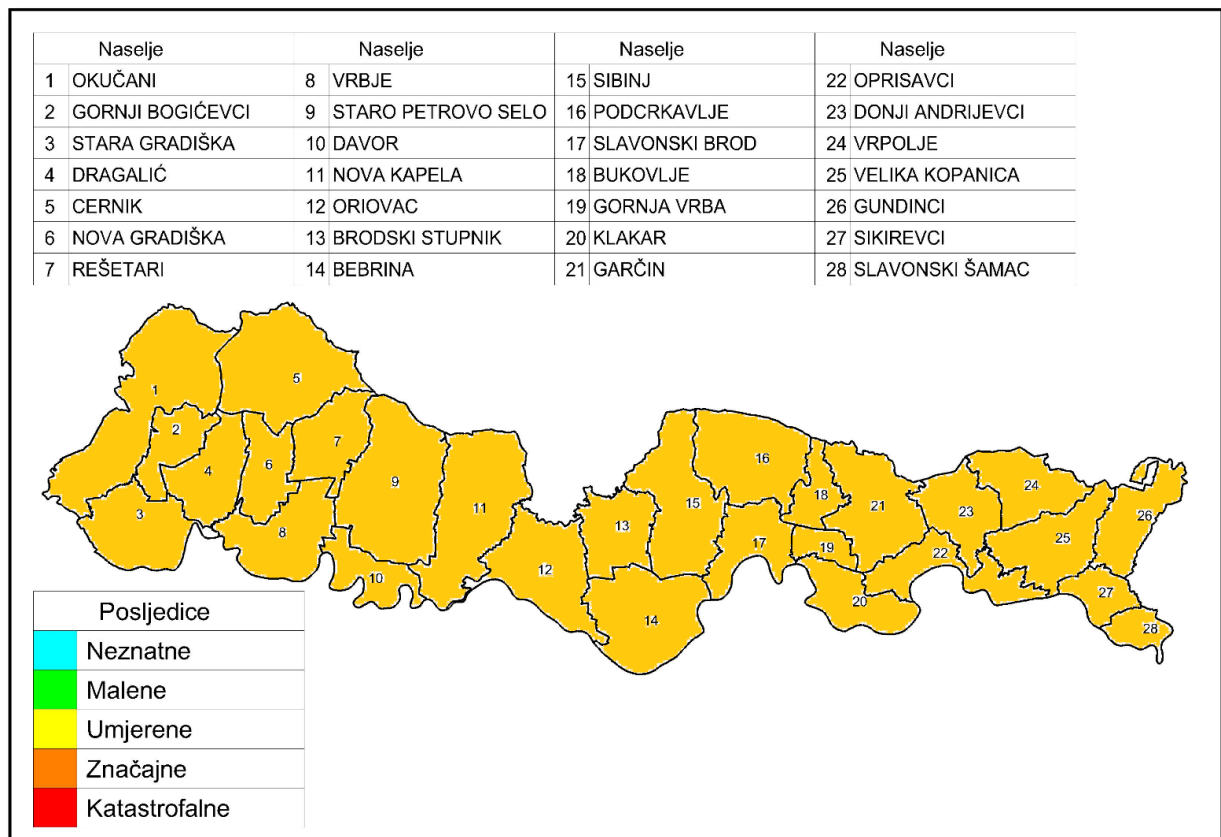 Naselje Naselje Naselje Naselje
1 OKUČANI 8 VRBJE 15 SIBINJ 22 OPRISAVCI
2 GORNJI BOGIĆEVCI 9 STARO PETROVO SELO 16 PODCRKAVLJE 23 DONJI ANDRIJEVCI
3 STARA GRADIŠKA 10 DAVOR 17 SLAVONSKI BROD 24 VRPOLJE
4 DRAGALIĆ 11 NOVA KAPELA 18 BUKOVLJE 25 VELIKA KOPANICA
5 CERNIK 12 ORIOVAC 19 GORNJA VRBA 26 GUNDINCI
6 NOVA GRADIŠKA 13 BRODSKI STUPNIK 20 KLAKAR 27 SIKIREVCI
7 REŠETARI 14 BEBRINA 21 GARČIN 28 SLAVONSKI ŠAMAC
5
1
2
7
16
6
4
9
24
18
15
21
11
23
3
26
13
8
25
17
19
22
12
10
27
20
14
28
Posljedice
Neznatne
Malene
Umjerene
Značajne
Katastrofalne